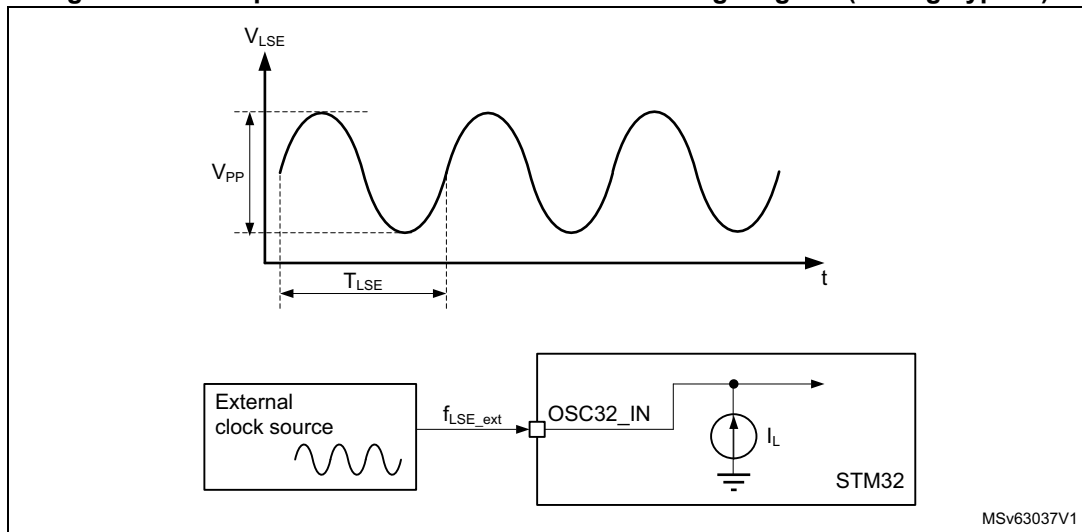 V_LSE
V_PP
T_LSE
t
External
clock source
f_LSE_ext
OSC32_IN
I_L
STM32
MSv63037V1